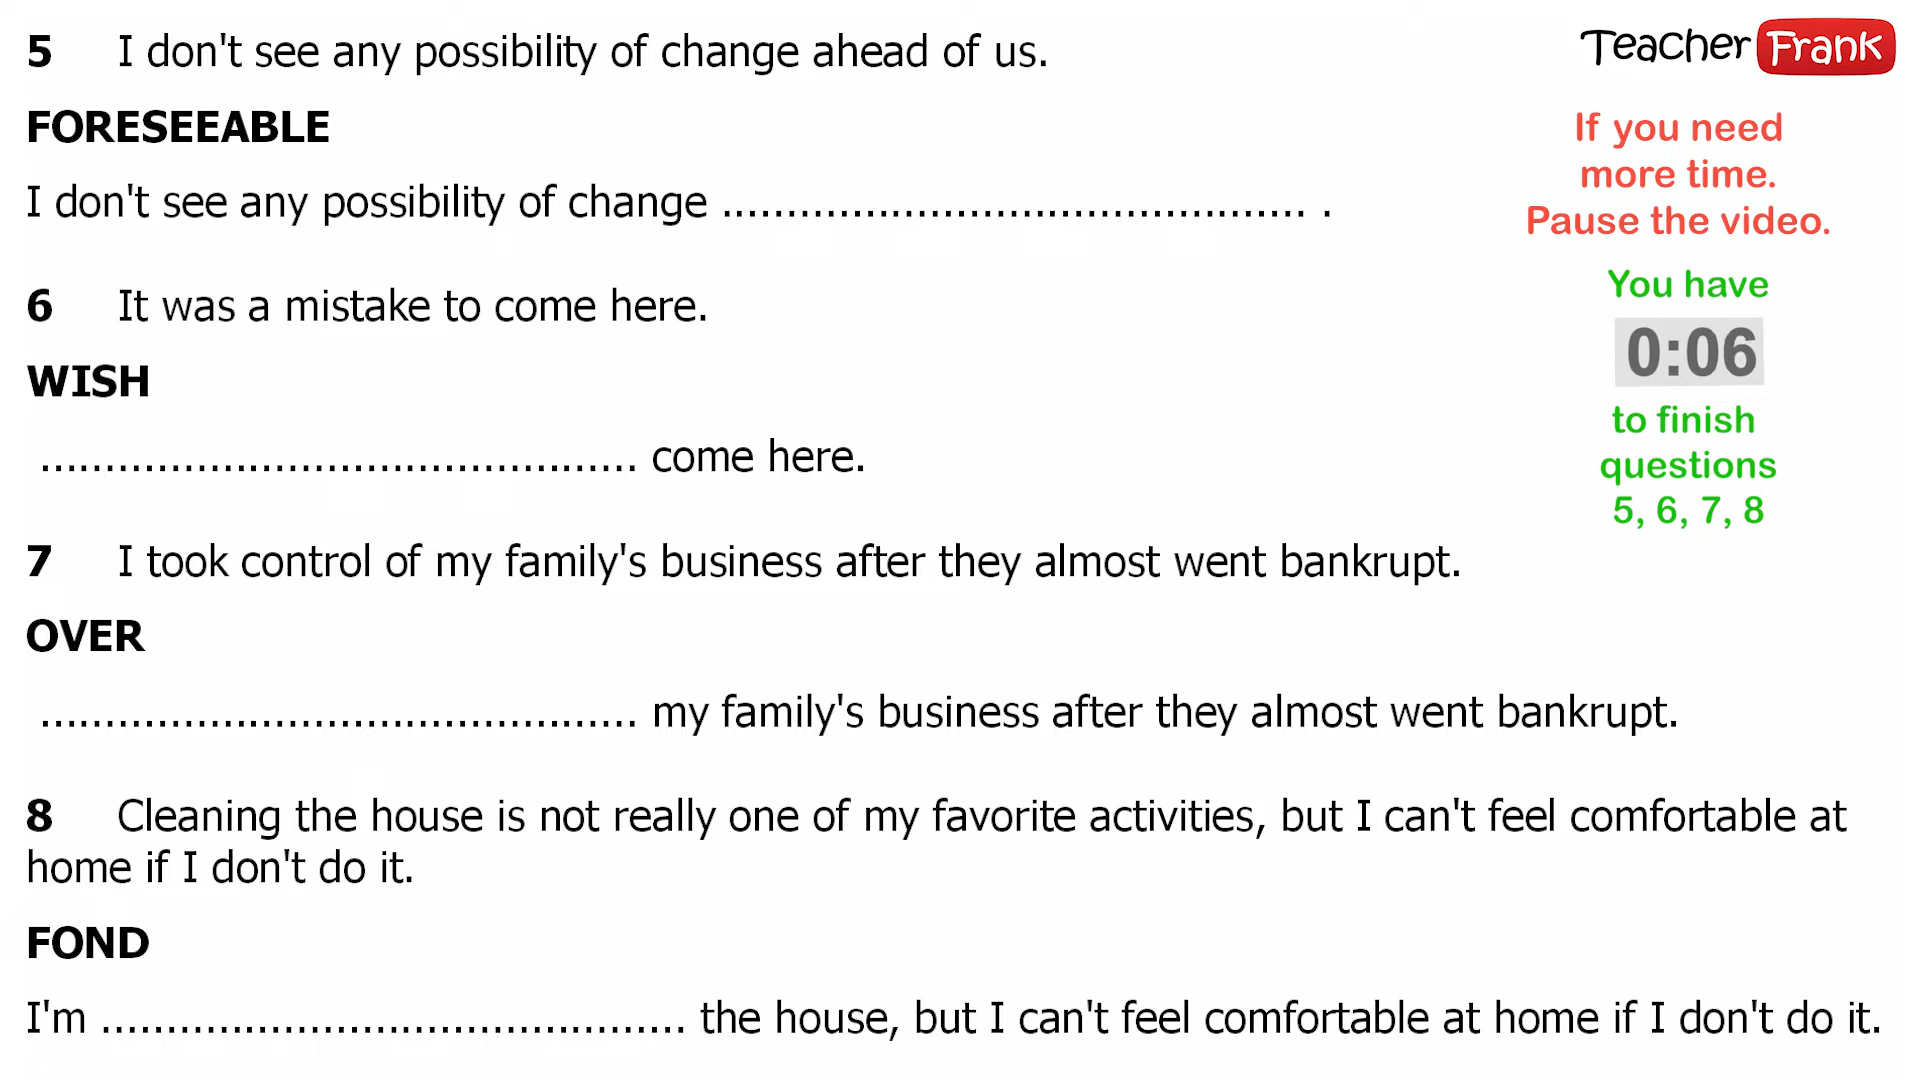 5 I don't see any possibility of change ahead of us.
FORESEEABLE
I don't see any possibility of change ............................................. .
6 It was a mistake to come here.
WISH
.............................................. come here.
7 I took control of my family's business after they almost went bankrupt.
OVER
.............................................. my family's business after they almost went bankrupt.
8 Cleaning the house is not really one of my favorite activities, but I can't feel comfortable at
home if I don't do it.
FOND
I'm ............................................. the house, but I can't feel comfortable at home if I don't do it.
Teacher Frank
If you need
more time.
Pause the video.
You have
0:06
to finish
questions
5, 6, 7, 8